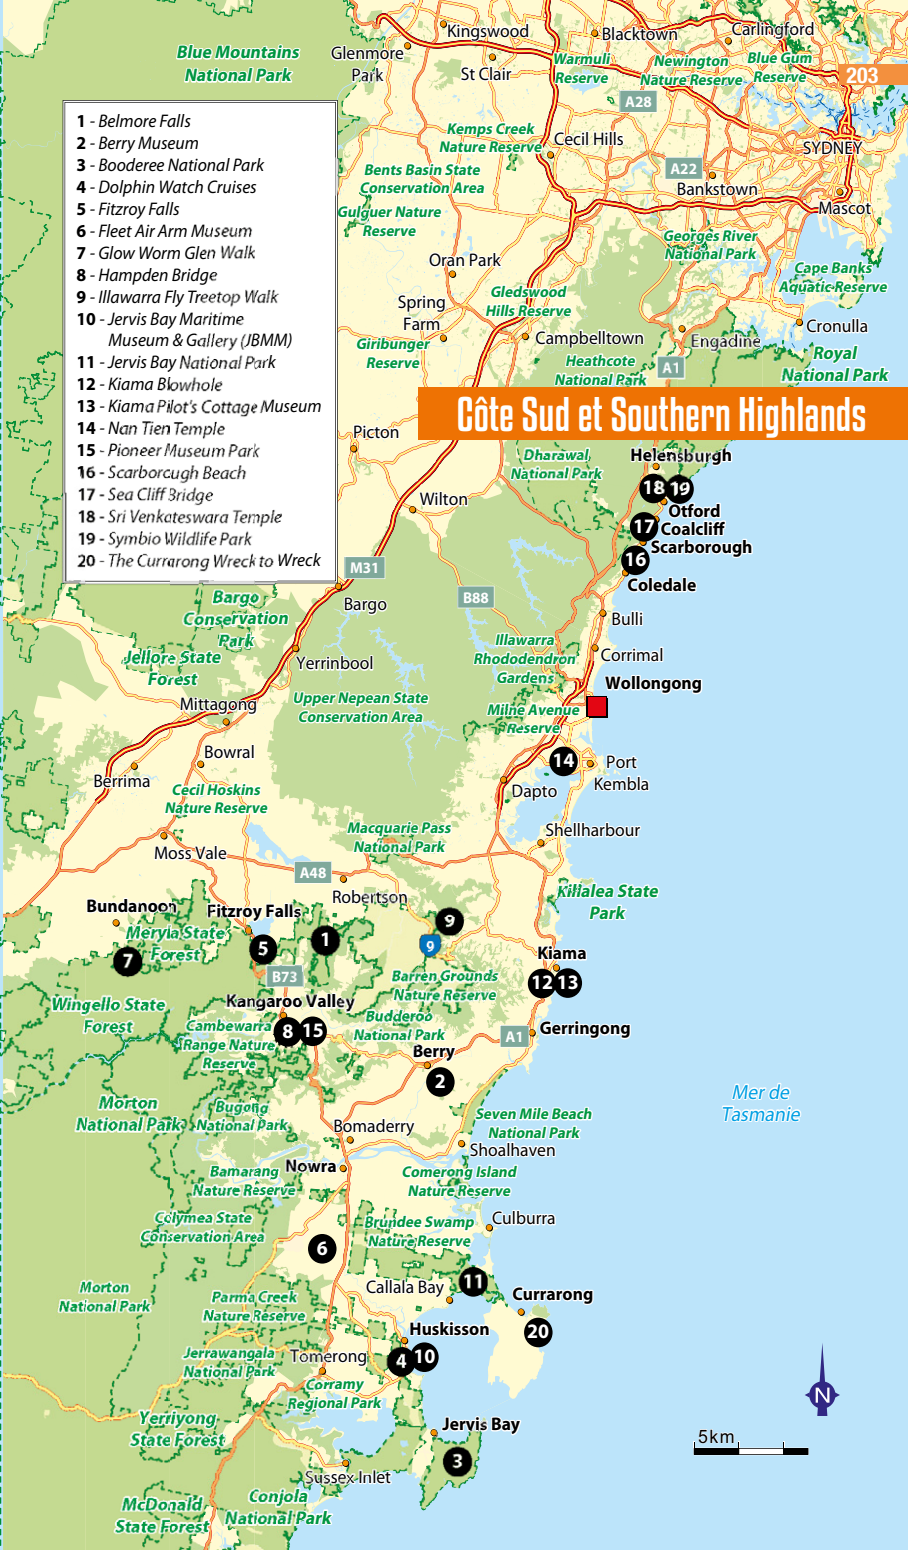 Kingswood
Blacktown
Carlingford
Blue Mountains
National Park
Glenmore
Park
St Clair
Warmuli
Reserve
Newington
Nature Reserve
Blue Gum
Reserve
203
A28
1 - Belmore Falls
2 - Berry Museum
3 - Booderee National Park
4 - Dolphin Watch Cruises
5 - Fitzroy Falls
6 - Fleet Air Arm Museum
7 - Glow Worm Glen Walk
8 - Hampden Bridge
9 - Illawarra Fly Treetop Walk
10 - Jervis Bay Maritime
Museum & Gallery (JBMM)
11 - Jervis Bay National Park
12 - Kiama Blowhole
13 - Kiama Pilot's Cottage Museum
14 - Nan Tien Temple
15 - Pioneer Museum Park
16 - Scarborough Beach
17 - Sea Cliff Bridge
18 - Sri Venkateswara Temple
19 - Symbio Wildlife Park
20 - The Currarong Wreck to Wreck
Kemps Creek
Nature Reserve
Cecil Hills
SYDNEY
Bents Basin State
Conservation Area
A22
Bankstown
Mascot
Gulguer Nature
Reserve
Georges River
National Park
Oran Park
Cape Banks
Aquatic Reserve
Spring
Farm
Gledswood
Hills Reserve
Cronulla
Giribunger
Reserve
Campbelltown
Engadine
Heathcote
National Park
A1
Royal
National Park
Côte Sud et Southern Highlands
Picton
Dharawal
National Park
Helensburgh
18
19
Wilton
Otford
17
Coalcliff
Scarborough
16
Coledale
M31
Bargo
B88
Bulli
Bargo
Conservation
Park
Illawarra
Rhododendron
Gardens
Corrimal
Jellore State
Forest
Yerrinbool
Wollongong
Upper Nepean State
Conservation Area
Mittagong
Milne Avenue
Reserve
Bowral
14
Port
Kembla
Berrima
Dapto
Cecil Hoskins
Nature Reserve
Macquarie Pass
National Park
Shellharbour
Moss Vale
A48
Robertson
Killalea State
Park
Bundanoon
Fitzroy Falls
9
Meryla State
Forest
7
5
1
9
Kiama
B73
Barren Grounds
Nature Reserve
12
13
Wingello State
Forest
Kangaroo Valley
Cambewarra
Range Nature
Reserve
8
15
Budderoo
National Park
A1
Gerringong
Berry
2
Morton
National Park
Bugong
National Park
Mer de
Tasmanie
Seven Mile Beach
National Park
Bomaderry
Shoalhaven
Nowra
Bamarang
Nature Reserve
Comerong Island
Nature Reserve
Colymea State
Conservation Area
Brundee Swamp
Nature Reserve
Culburra
6
11
Morton
National Park
Callala Bay
Currarong
Parma Creek
Nature Reserve
20
Huskisson
Jerrawangala
National Park
Tomerong
4
10
Corramy
Regional Park
N
Yerriyong
State Forest
Jervis Bay
5km
3
Sussex Inlet
McDonald
State Forest
Conjola
National Park